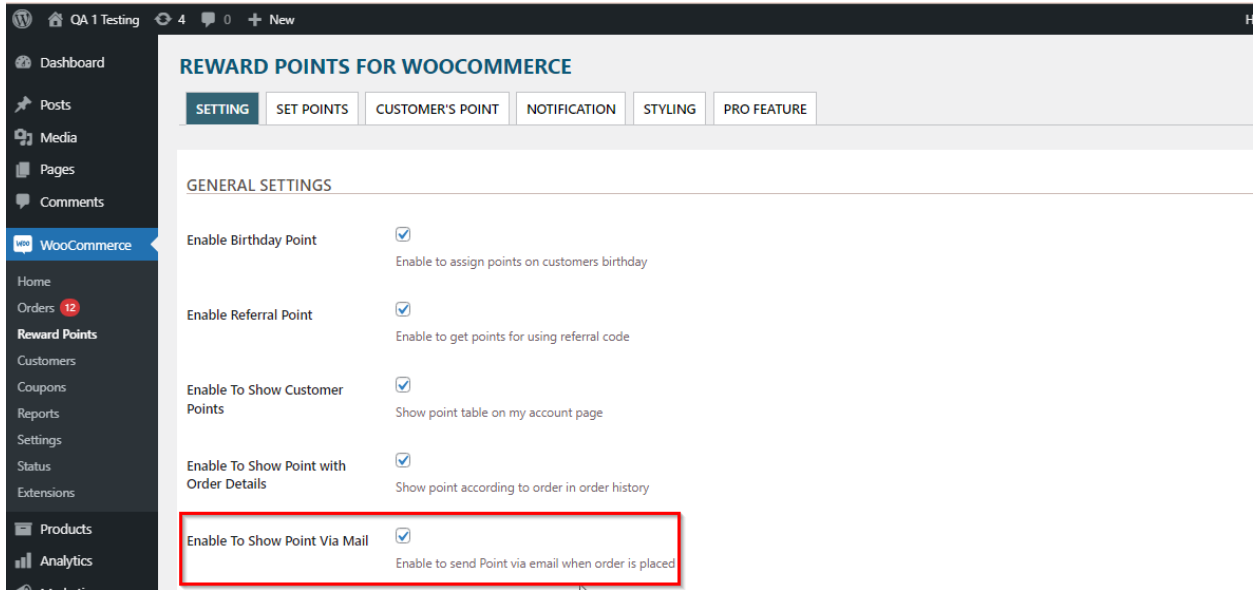 QA 1 Testing 4 0 New
Dashboard
Posts
Media
Pages
Comments
WooCommerce
Home
Orders 12
Reward Points
Customers
Coupons
Reports
Settings
Status
Extensions
Products
Analytics
REWARD POINTS FOR WOOCOMMERCE
SETTING SET POINTS CUSTOMER'S POINT NOTIFICATION STYLING PRO FEATURE
GENERAL SETTINGS
Enable Birthday Point
Enable to assign points on customers birthday
Enable Referral Point
Enable to get points for using referral code
Enable To Show Customer
Points
Show point table on my account page
Enable To Show Point with
Order Details
Show point according to order in order history
Enable To Show Point Via Mail
Enable to send Point via email when order is placed